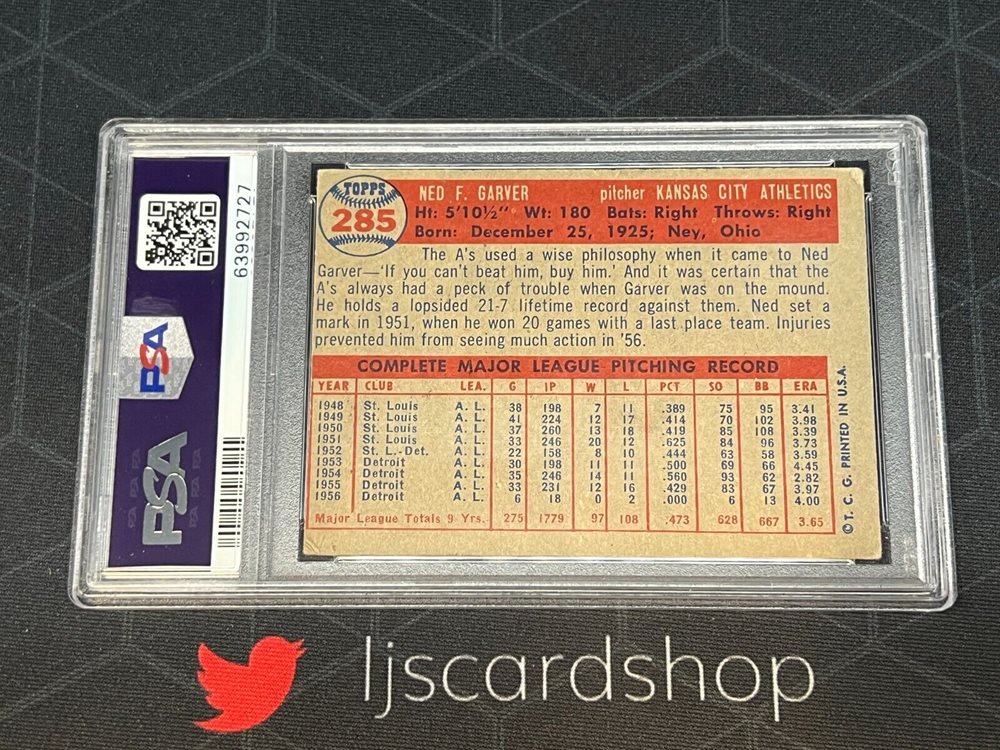 63992727
PSA
PSA
TOPPS
285
NED F. GARVER pitcher KANSAS CITY ATHLETICS
Ht: 5'10½" Wt: 180 Bats: Right Throws: Right
Born: December 25, 1925; Ney, Ohio
The A's used a wise philosophy when it came to Ned
Garver—'If you can't beat him, buy him.' And it was certain that the
A's always had a peck of trouble when Garver was on the mound.
He holds a lopsided 21-7 lifetime record against them. Ned set a
mark in 1951, when he won 20 games with a last place team. Injuries
prevented him from seeing much action in '56.
COMPLETE MAJOR LEAGUE PITCHING RECORD
YEAR CLUB LEA. G IP W L PCT SO BB ERA
1948 St. Louis A. L. 38 198 7 11 .389 75 95 3.41
1949 St. Louis A. L. 41 224 12 17 .414 70 102 3.98
1950 St. Louis A. L. 37 260 13 18 .419 85 108 3.39
1951 St. Louis A. L. 33 246 20 12 .625 84 96 3.73
1952 St. L.-Det. A. L. 22 158 8 10 .444 63 58 3.59
1953 Detroit A. L. 30 198 11 11 .500 69 66 4.45
1954 Detroit A. L. 35 246 14 11 .560 93 62 2.82
1955 Detroit A. L. 33 231 12 16 .429 83 67 3.97
1956 Detroit A. L. 6 18 0 2 .000 6 13 4.00
Major League Totals 9 Yrs. 275 1779 97 108 .473 628 667 3.65
© T. C. G. PRINTED IN U.S.A.
ljscardshop